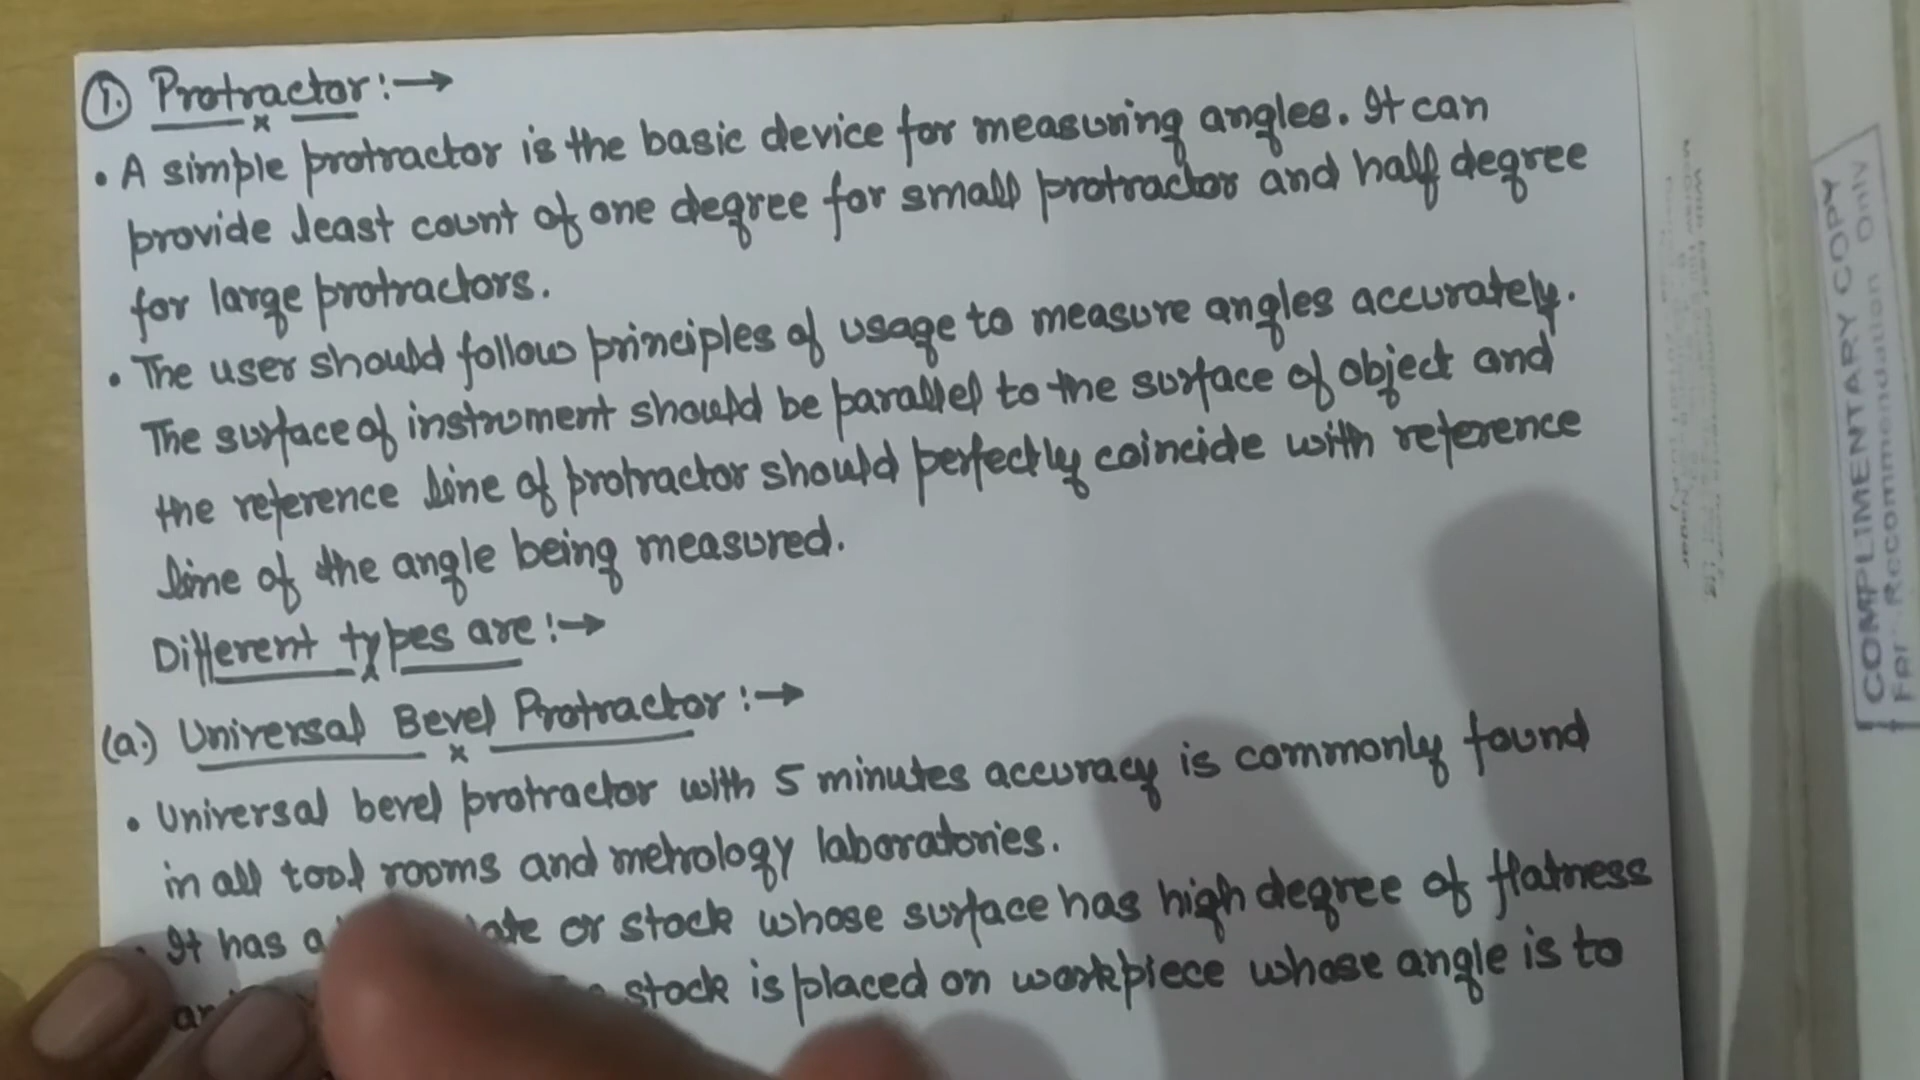 1. Protractor:→
• A simple protractor is the basic device for measuring angles. It can
provide least count of one degree for small protractor and half degree
for large protractors.
• The user should follow principles of usage to measure angles accurately.
The surface of instrument should be parallel to the surface of object and
the reference line of protractor should perfectly coincide with reference
line of the angle being measured.
Different types are:→
(a.) Universal Bevel Protractor:→
• Universal bevel protractor with 5 minutes accuracy is commonly found
in all tool rooms and metrology laboratories.
• It has a or stock whose surface has high degree of flatness
stock is placed on workpiece whose angle is to
COMPLIMENTARY COPY
For Recommendation Only